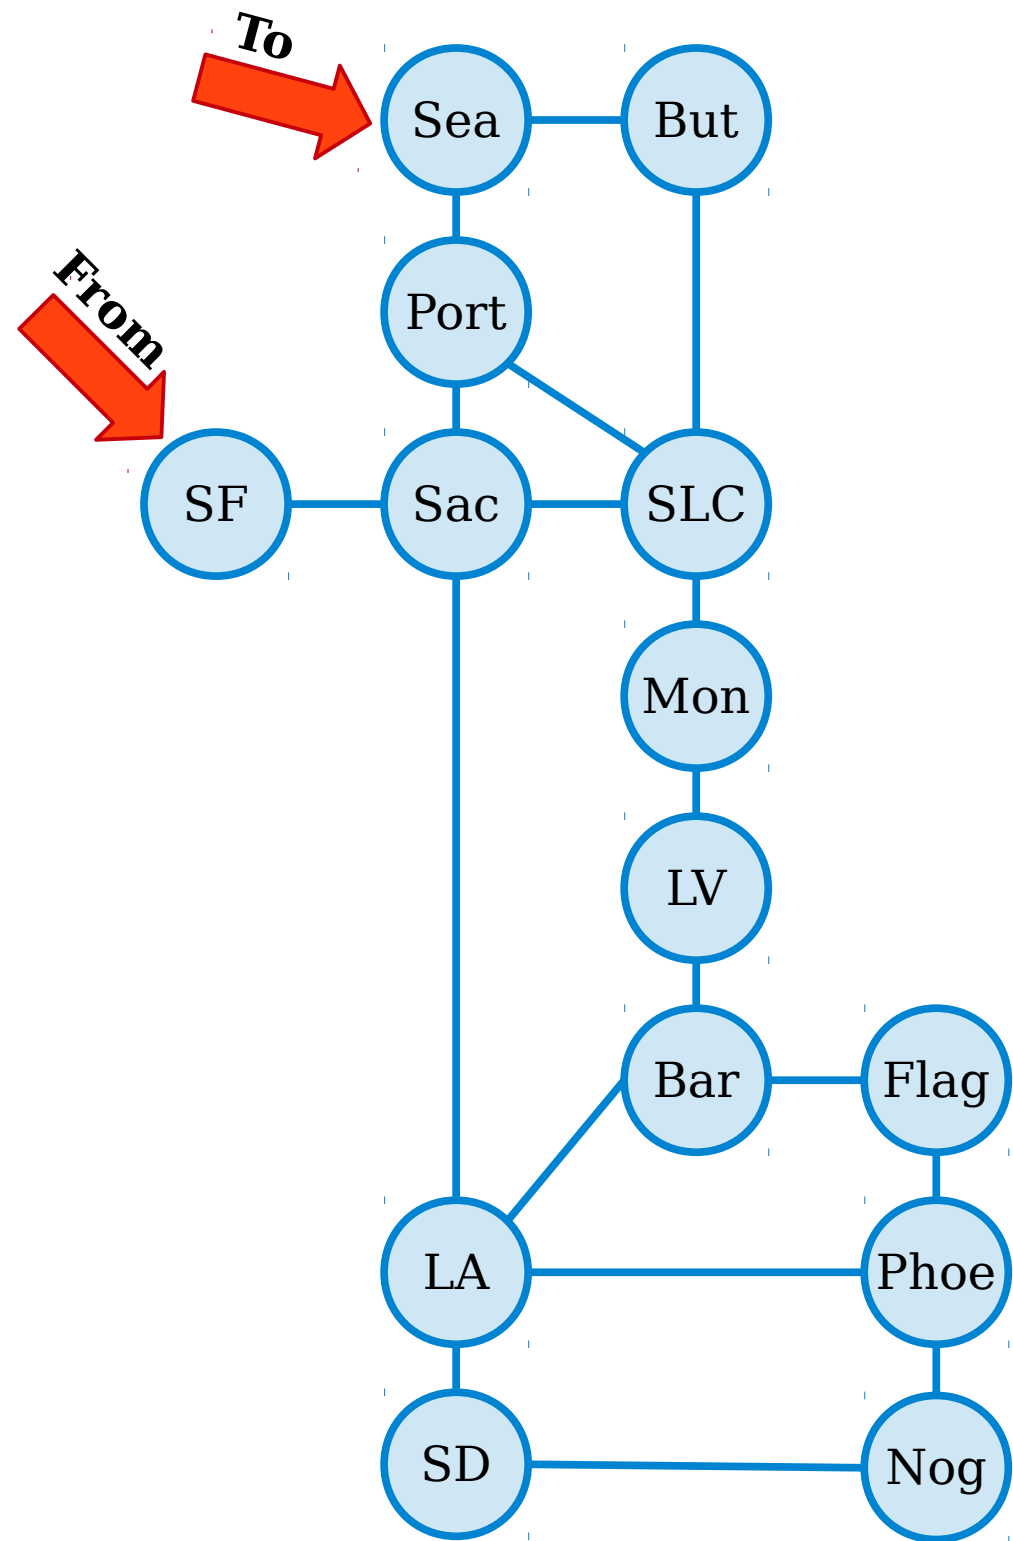 To
Sea
But
From
Port
SF
Sac
SLC
Mon
LV
Bar
Flag
LA
Phoe
SD
Nog